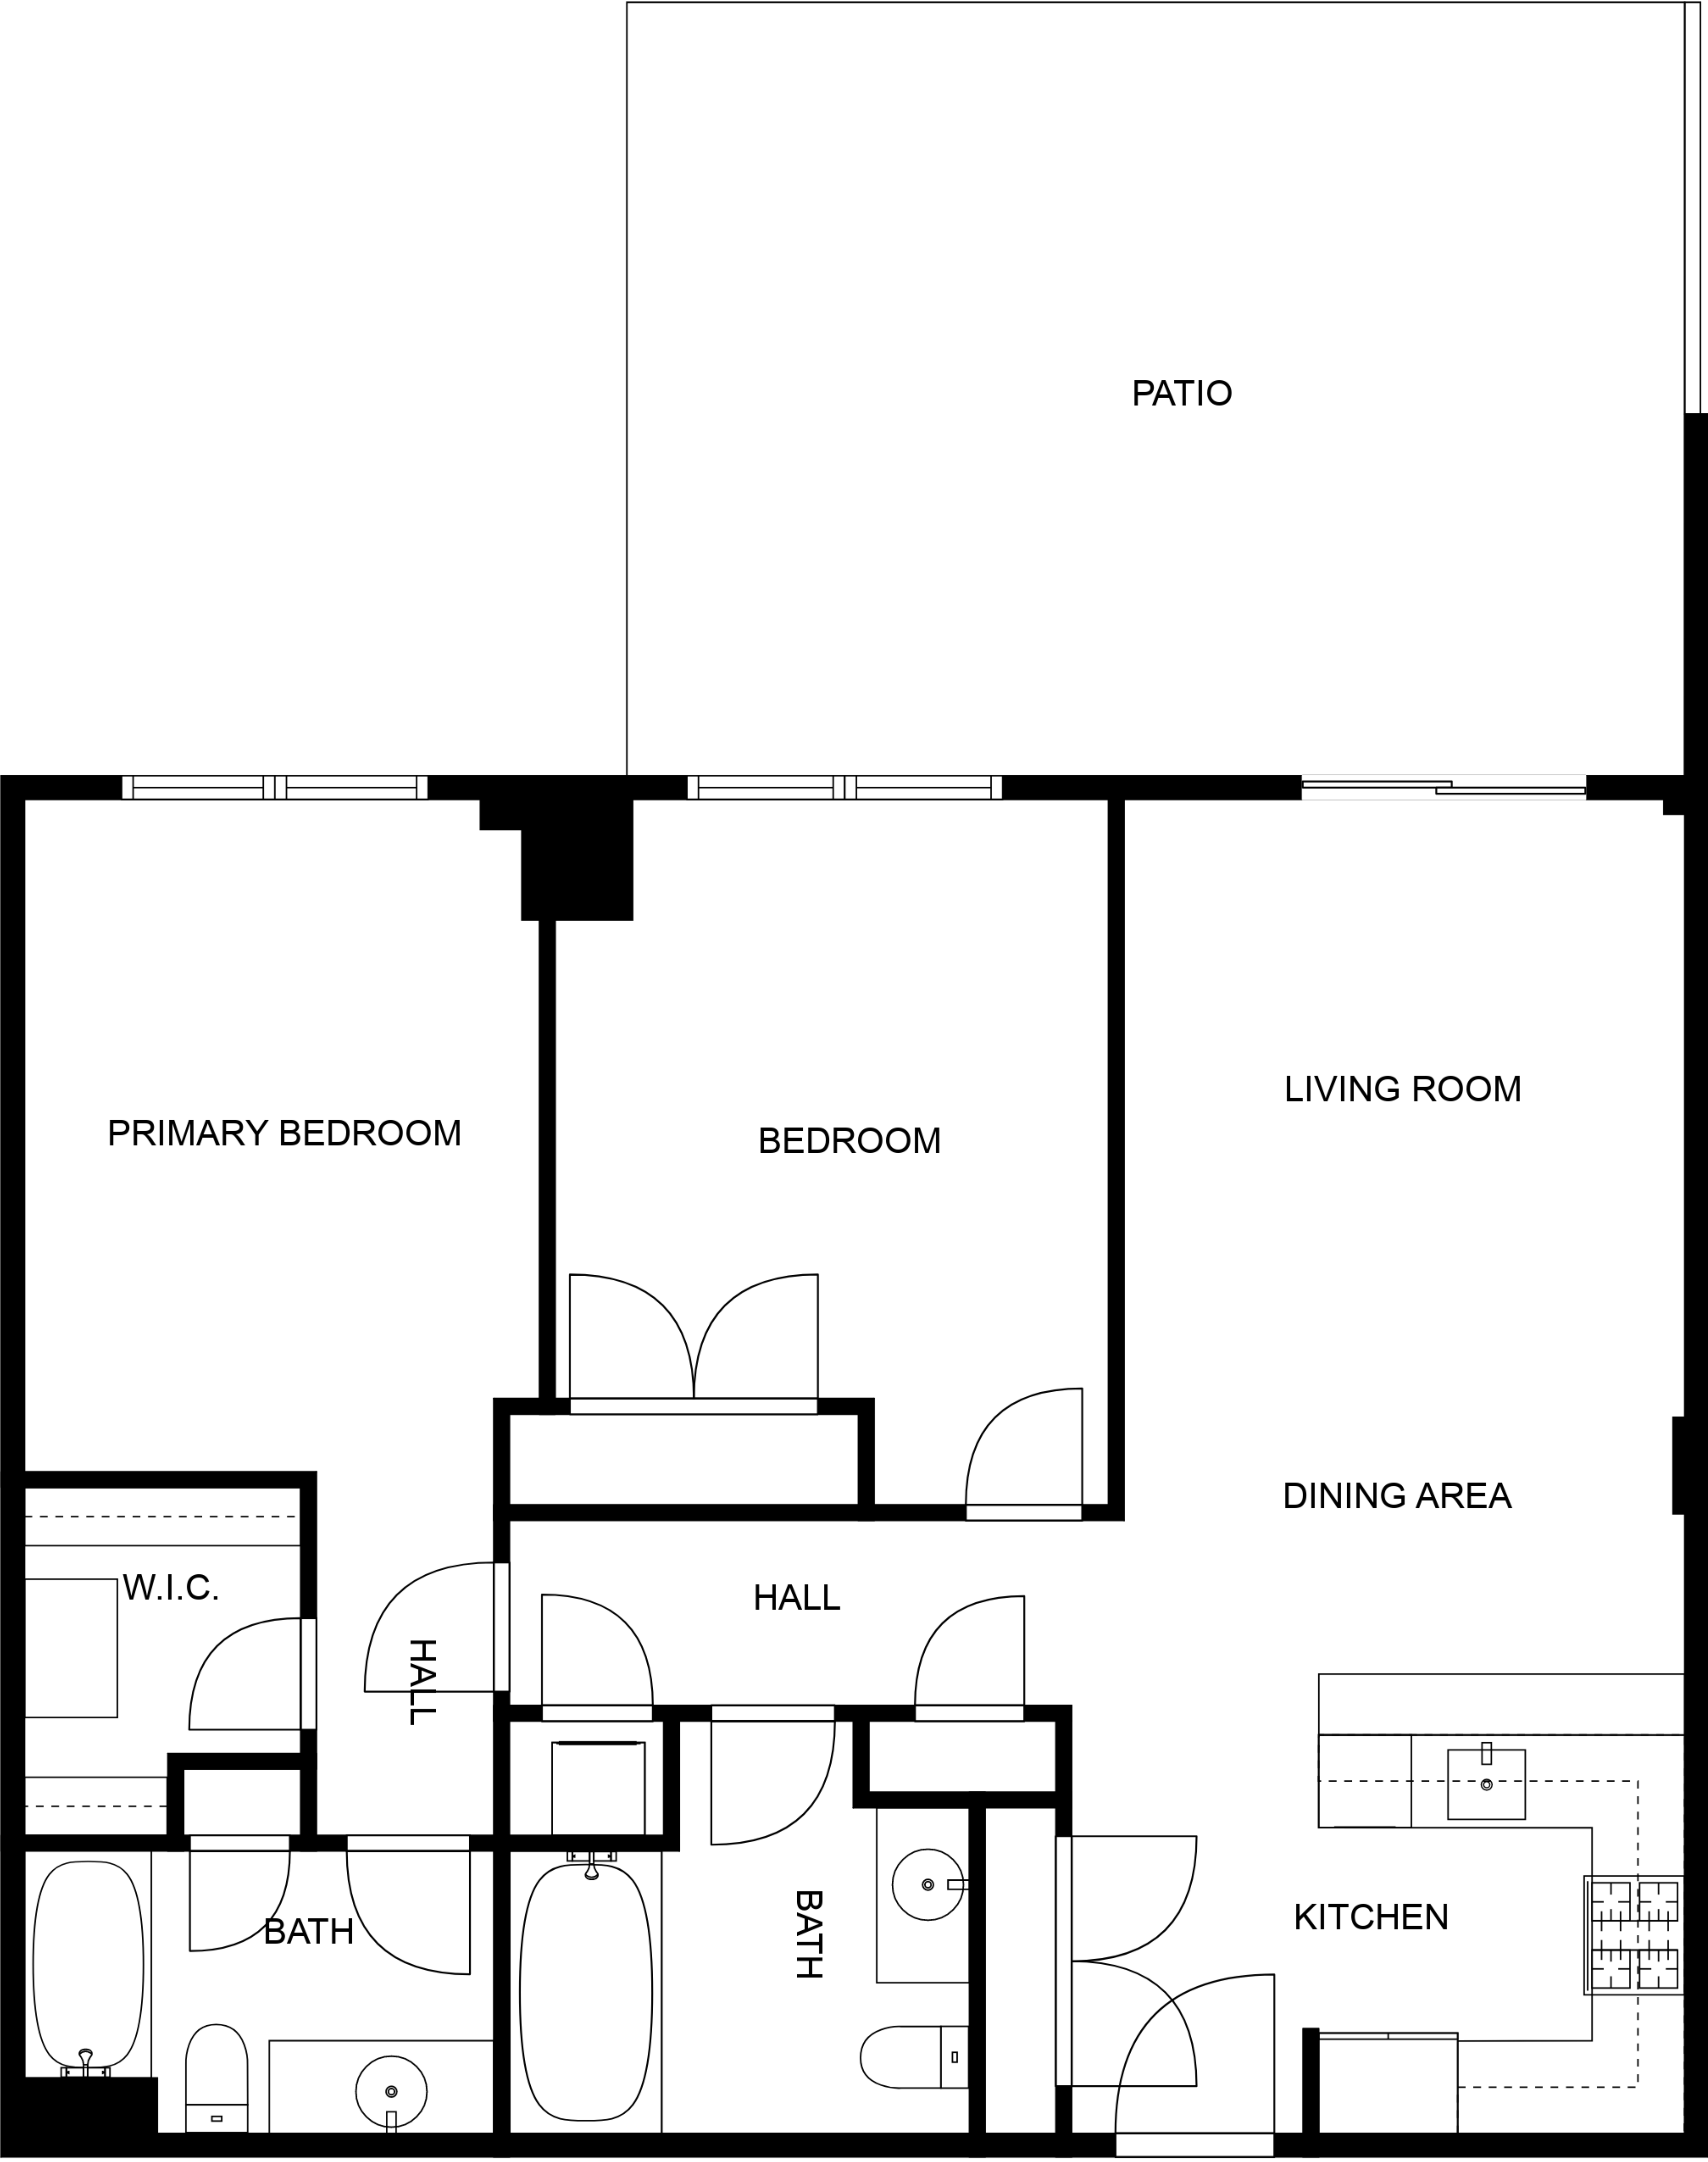 PATIO
LIVING ROOM
PRIMARY BEDROOM
BEDROOM
DINING AREA
W.I.C.
HALL
HALL
BATH
KITCHEN
BATH